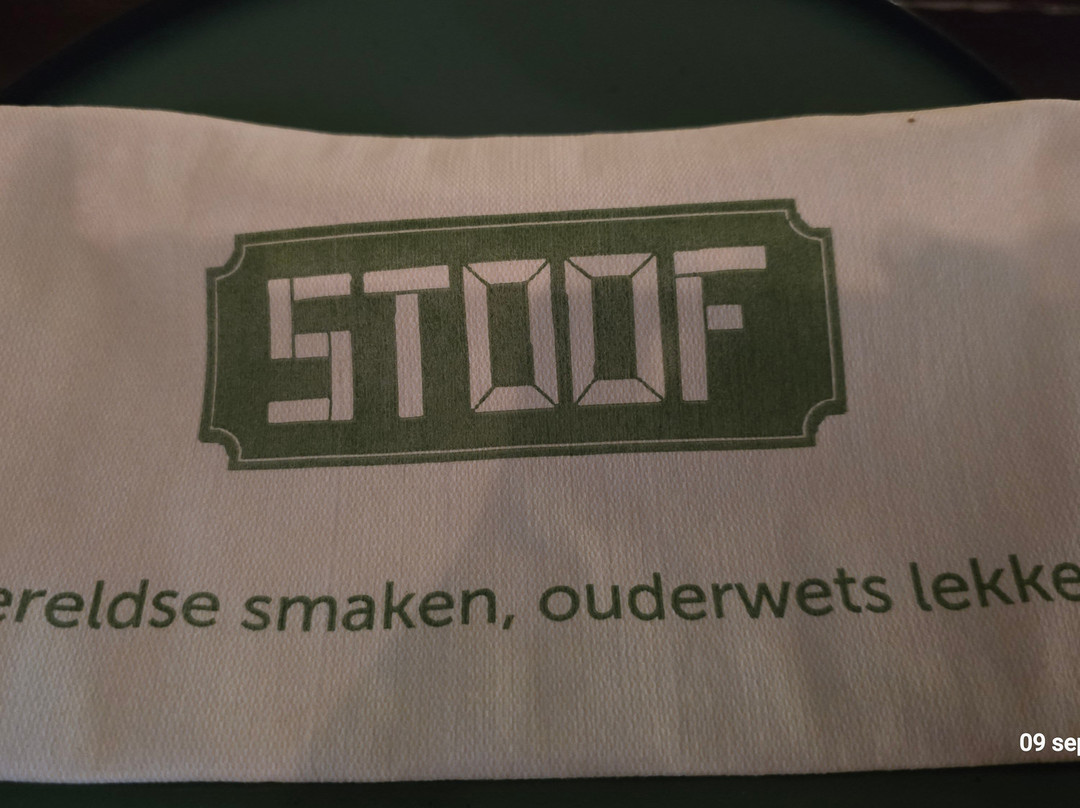 STOOF
ereldse smaken, ouderwets lekke
09 sep